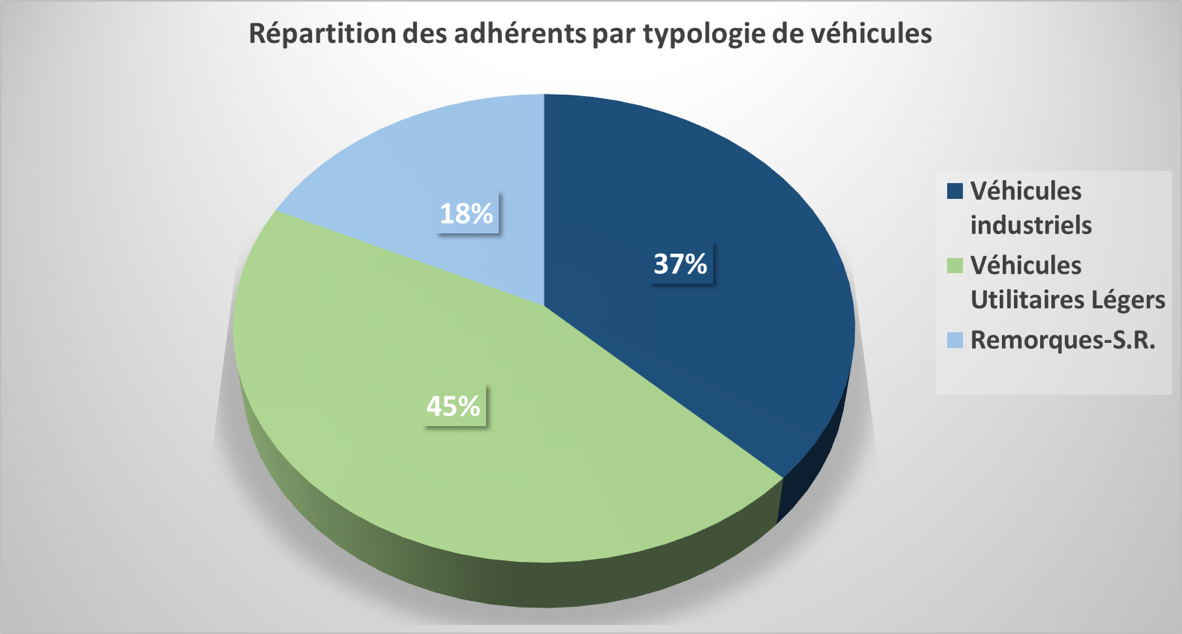 Répartition des adhérents par typologie de véhicules
18%
37%
45%
Véhicules
industriels
Véhicules
Utilitaires Légers
Remorques-S.R.